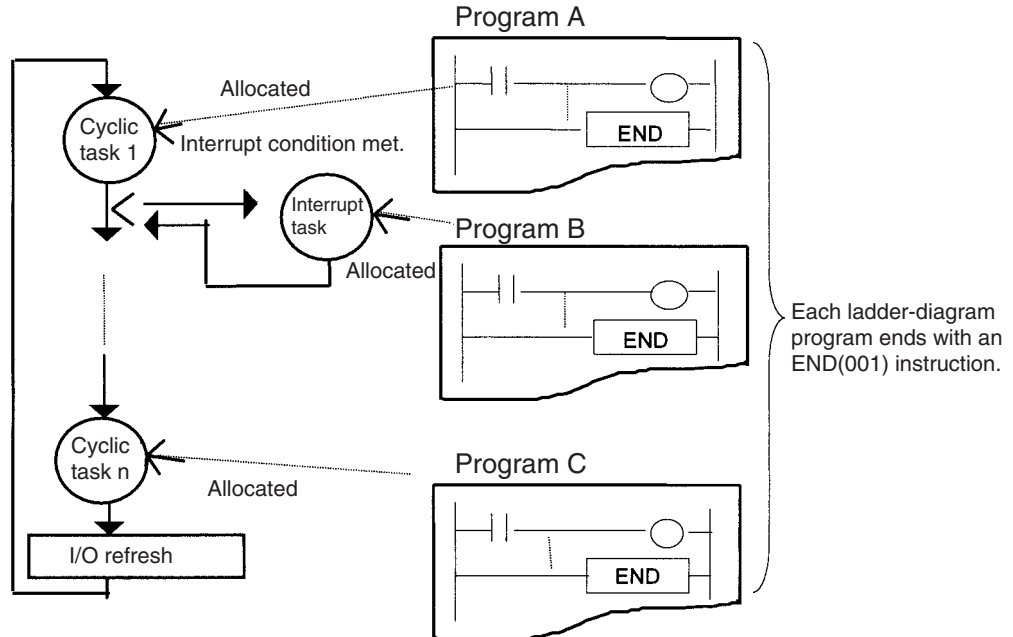 Program A
Allocated
Cyclic
task 1
Interrupt condition met.
END
Interrupt
task
Program B
Allocated
END
Each ladder-diagram
program ends with an
END(001) instruction.
Cyclic
task n
Program C
Allocated
I/O refresh
END